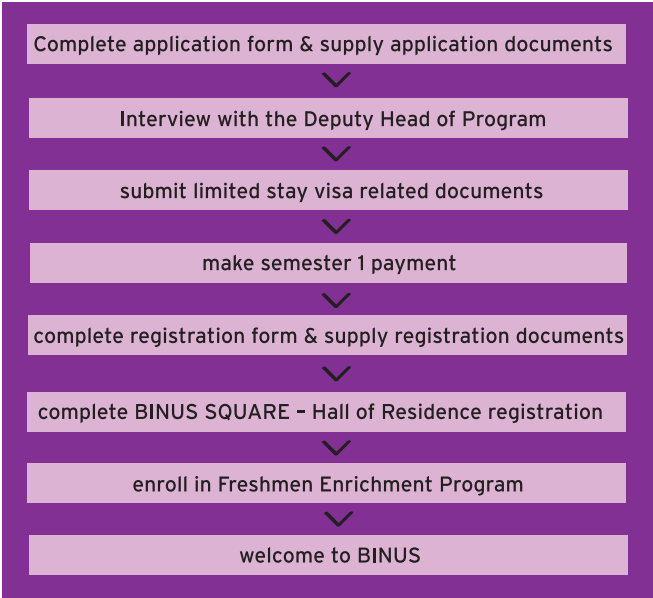 Complete application form & supply application documents
Interview with the Deputy Head of Program
submit limited stay visa related documents
make semester 1 payment
complete registration form & supply registration documents
complete BINUS SQUARE – Hall of Residence registration
enroll in Freshmen Enrichment Program
welcome to BINUS